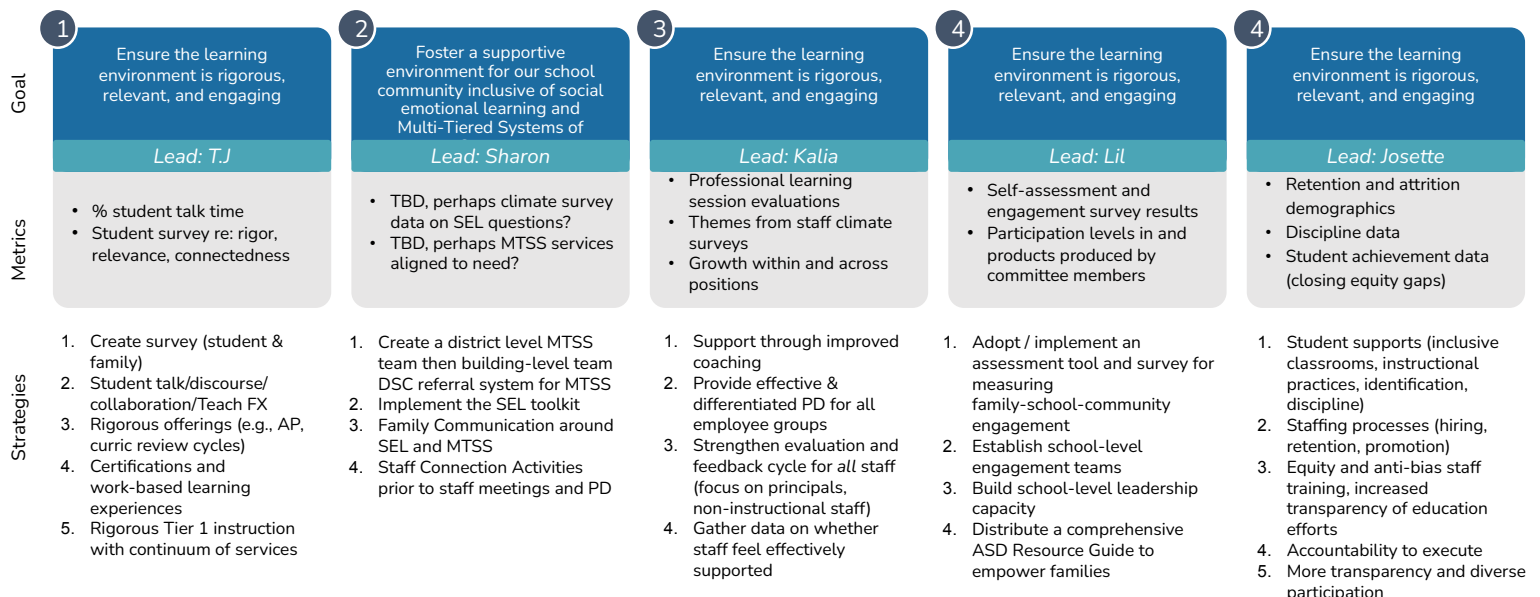 1
Ensure the learning
environment is rigorous,
relevant, and engaging
Lead: T.J
2
Foster a supportive
environment for our school
community inclusive of social
emotional learning and
Multi-Tiered Systems of
Lead: Sharon
3
Ensure the learning
environment is rigorous,
relevant, and engaging
Lead: Kalia
4
Ensure the learning
environment is rigorous,
relevant, and engaging
Lead: Lil
4
Ensure the learning
environment is rigorous,
relevant, and engaging
Lead: Josette
Goal
Metrics
• % student talk time
• Student survey re: rigor,
relevance, connectedness
• TBD, perhaps climate survey
data on SEL questions?
• TBD, perhaps MTSS services
aligned to need?
• Professional learning
session evaluations
• Themes from staff climate
surveys
• Growth within and across
positions
• Self-assessment and
engagement survey results
• Participation levels in and
products produced by
committee members
• Retention and attrition
demographics
• Discipline data
• Student achievement data
(closing equity gaps)
Strategies
1. Create survey (student &
family)
2. Student talk/discourse/
collaboration/Teach FX
3. Rigorous offerings (e.g., AP,
curric review cycles)
4. Certifications and
work-based learning
experiences
5. Rigorous Tier 1 instruction
with continuum of services
1. Create a district level MTSS
team then building-level team
DSC referral system for MTSS
2. Implement the SEL toolkit
3. Family Communication around
SEL and MTSS
4. Staff Connection Activities
prior to staff meetings and PD
1. Support through improved
coaching
2. Provide effective &
differentiated PD for all
employee groups
3. Strengthen evaluation and
feedback cycle for all staff
(focus on principals,
non-instructional staff)
4. Gather data on whether
staff feel effectively
supported
1. Adopt / implement an
assessment tool and survey for
measuring
family-school-community
engagement
2. Establish school-level
engagement teams
3. Build school-level leadership
capacity
4. Distribute a comprehensive
ASD Resource Guide to
empower families
1. Student supports (inclusive
classrooms, instructional
practices, identification,
discipline)
2. Staffing processes (hiring,
retention, promotion)
3. Equity and anti-bias staff
training, increased
transparency of education
efforts
4. Accountability to execute
5. More transparency and diverse
participation